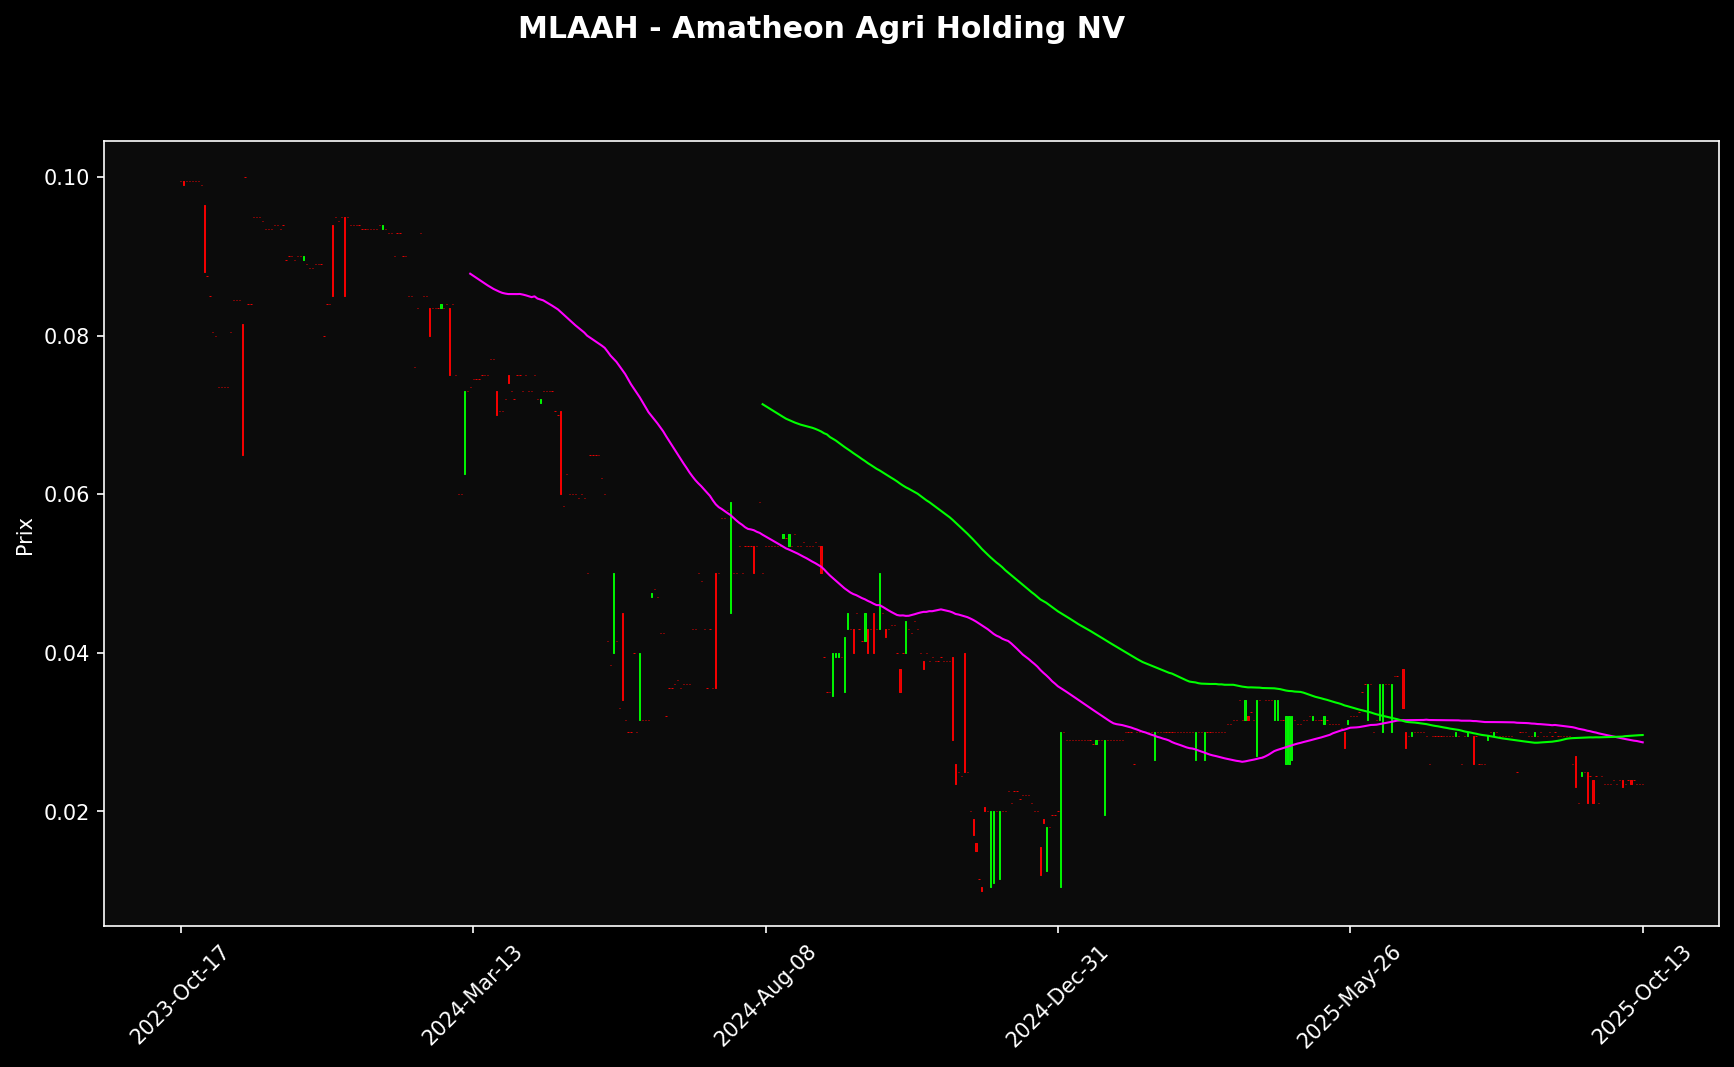 MLAAH - Amatheon Agri Holding NV
Prix
0.10
0.08
0.06
0.04
0.02
2023-Oct-17
2024-Mar-13
2024-Aug-08
2024-Dec-31
2025-May-26
2025-Oct-13